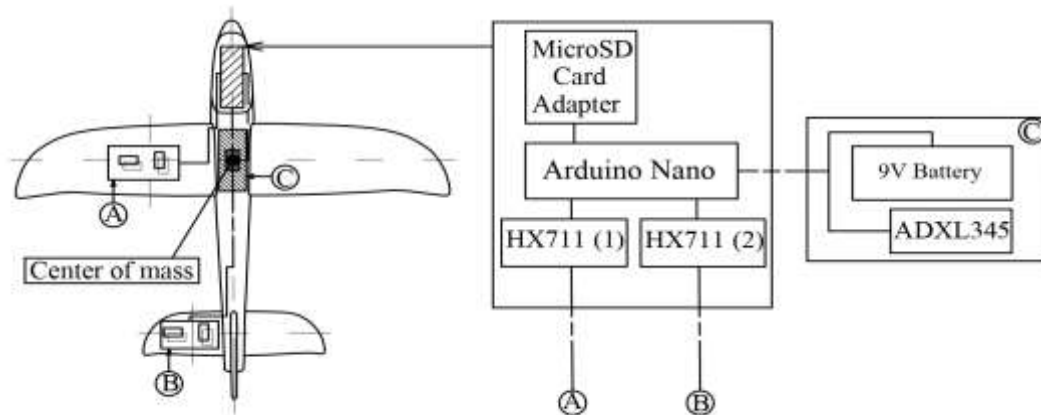 MicroSD
Card
Adapter
Arduino Nano
HX711 (1)
HX711 (2)
A
B
C
9V Battery
ADXL345
A
C
Center of mass
B